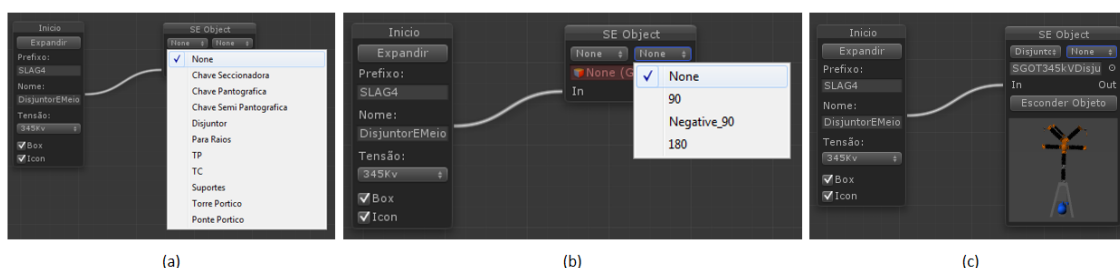 Inicio
Expandir
Prefixo:
SLAG4
Nome:
DisjuntorEMeio
Tensão:
345Kv
Box
Icon
SE Object
None None
None
Chave Seccionadora
Chave Pantografica
Chave Semi Pantografica
Disjuntor
Para Raios
TP
TC
Suportes
Torre Portico
Ponte Portico
(a)
Inicio
Expandir
Prefixo:
SLAG4
Nome:
DisjuntorEMeio
Tensão:
345Kv
Box
Icon
SE Object
None None
None (G
In
None
90
Negative_90
180
(b)
Inicio
Expandir
Prefixo:
SLAG4
Nome:
DisjuntorEMeio
Tensão:
345Kv
Box
Icon
SE Object
Disjunto None
SGOT345kVDisju
In Out
Esconder Objeto
(c)